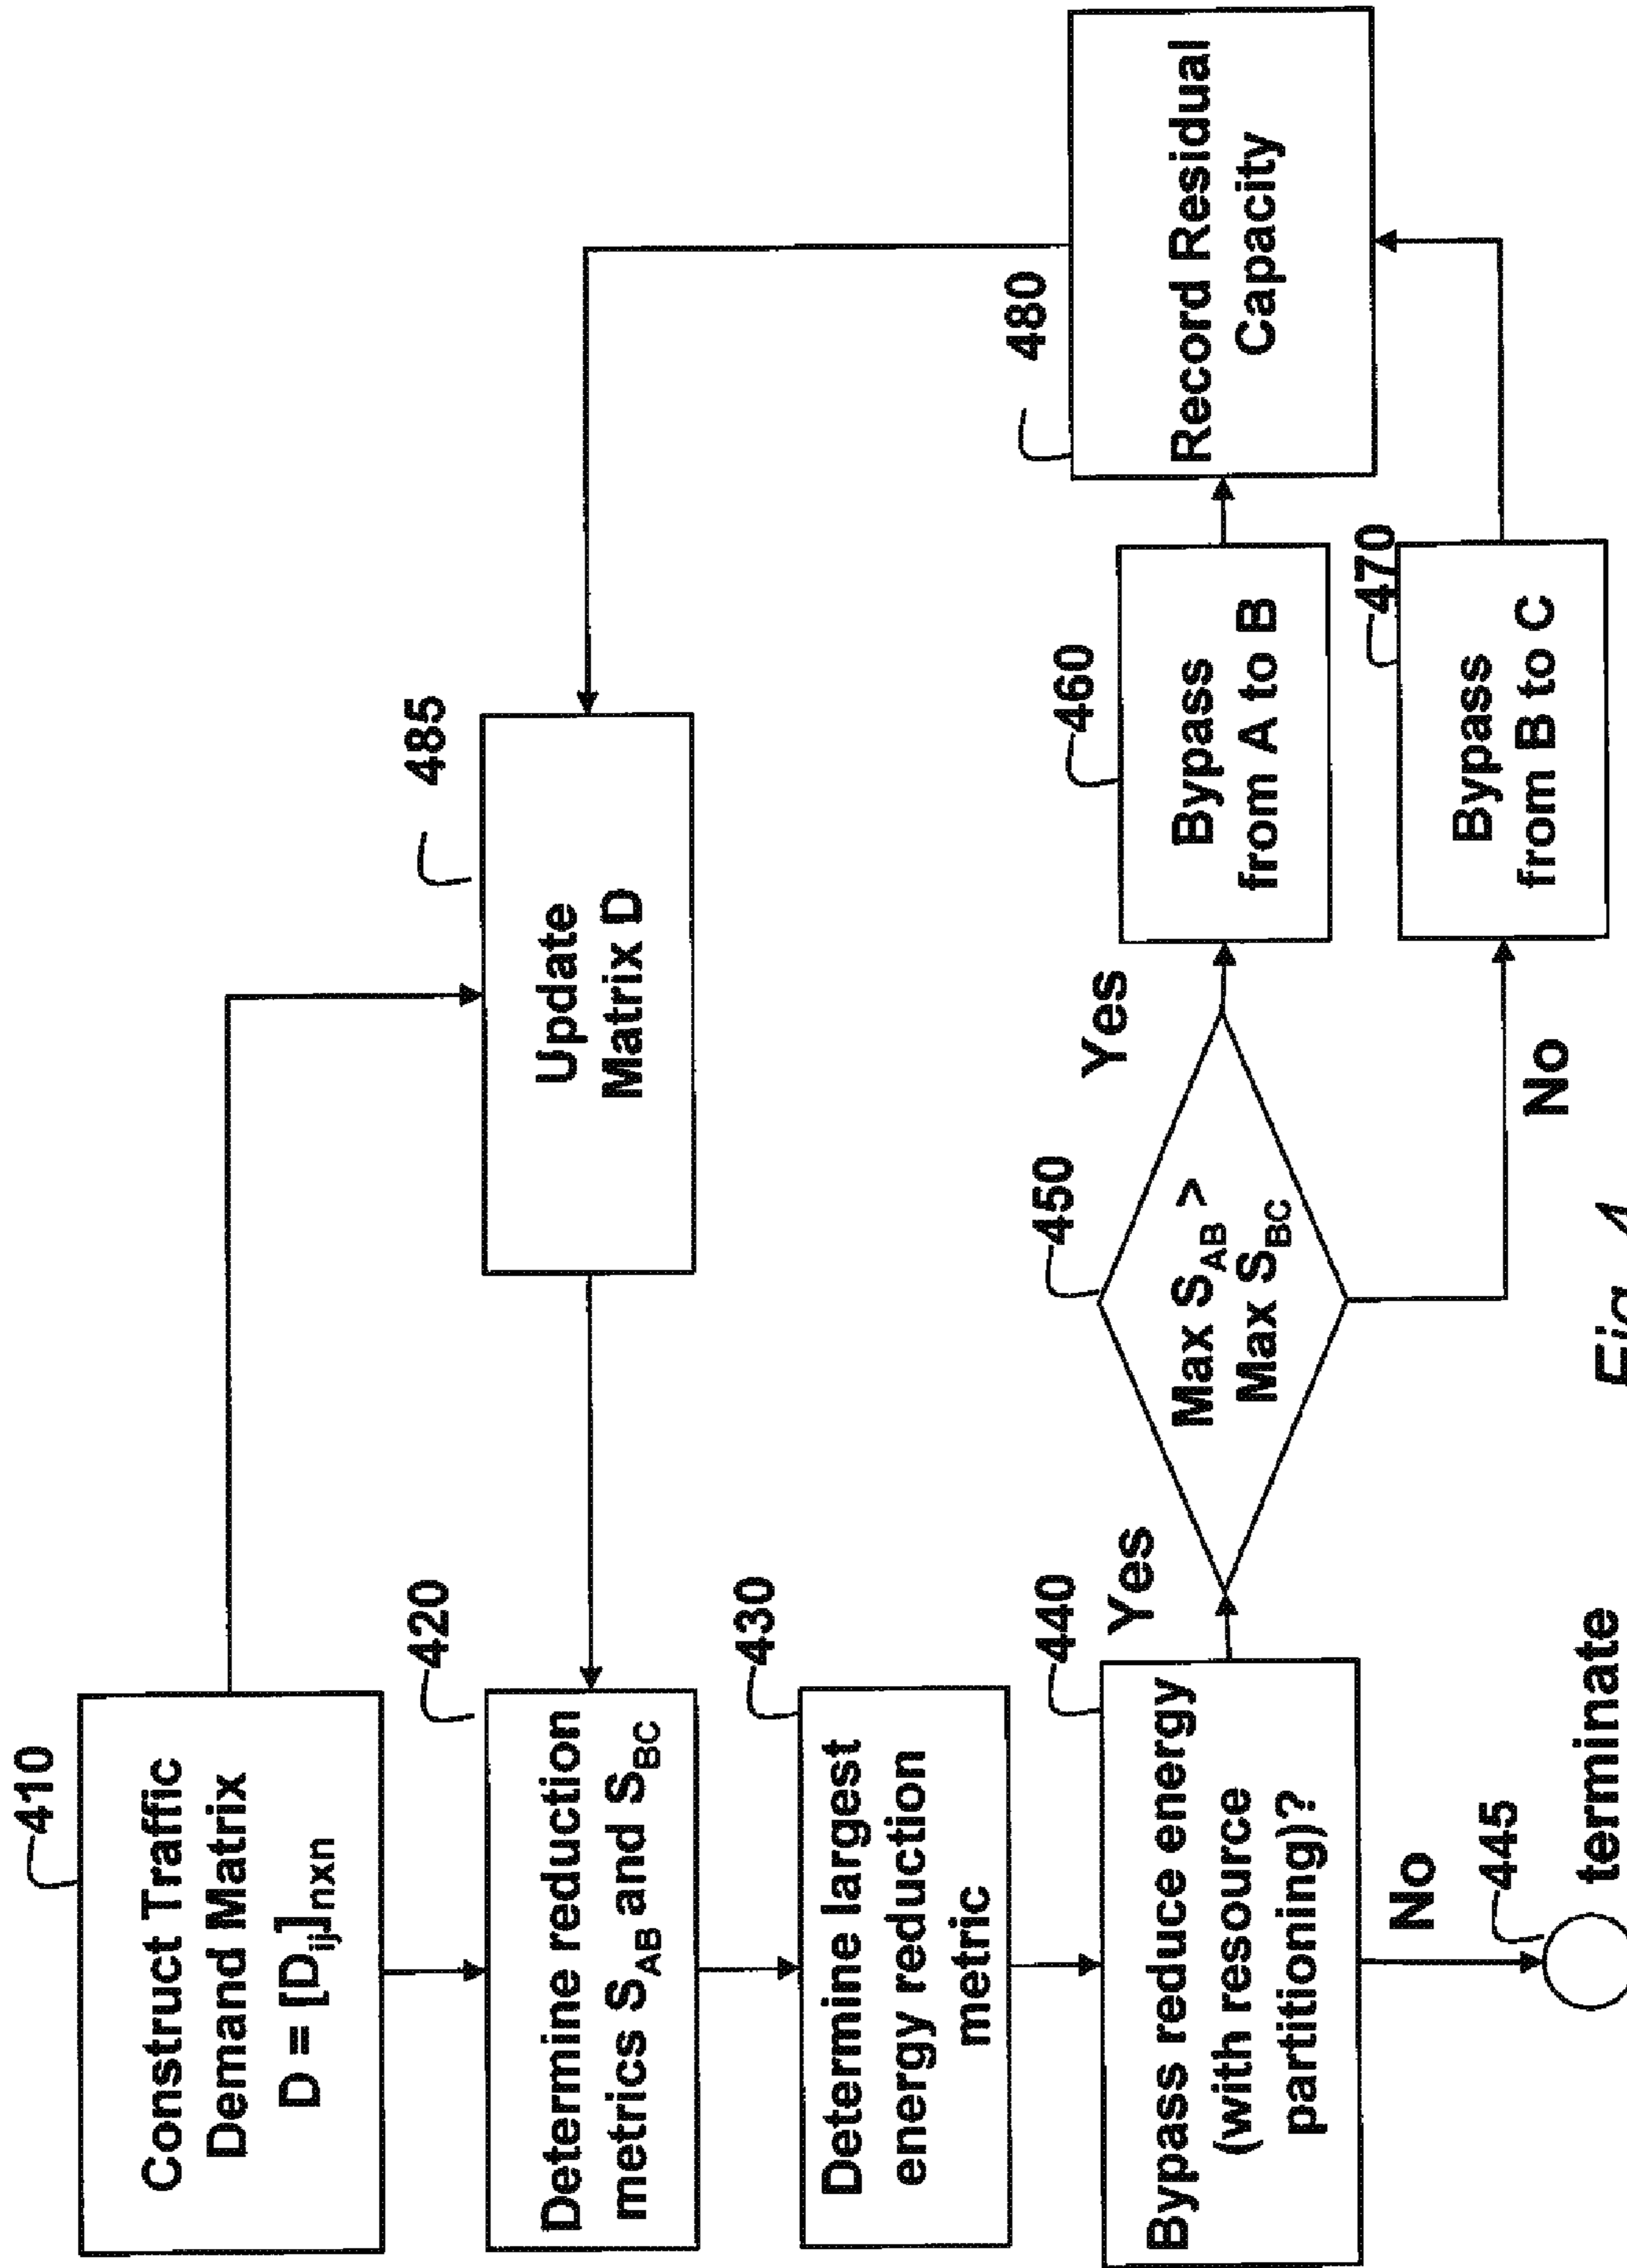 410
Construct Traffic
Demand Matrix
D = [Dij]nxn
485
Update
Matrix D
420
Determine reduction
metrics SAB and SBC
430
Determine largest
energy reduction
metric
440
Bypass reduce energy
(with resource
partitioning)?
Yes
No
445
terminate
450
Max SAB >
Max SBC
Yes
No
460
Bypass
from A to B
470
Bypass
from B to C
480
Record Residual
Capacity
Fig. 4